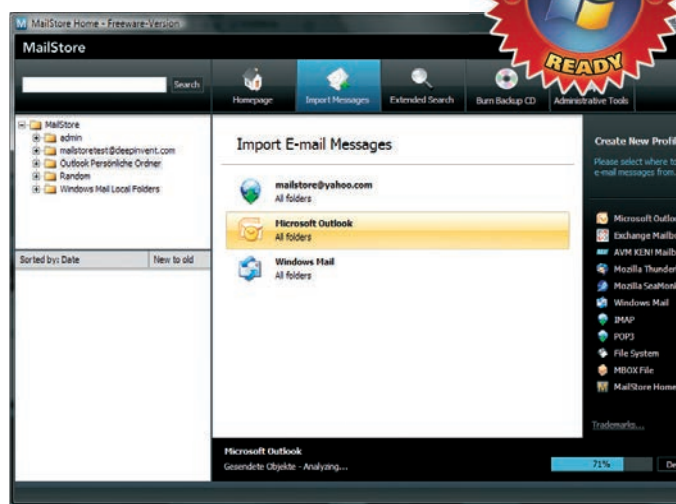 MailStore Home - Freeware-Version
READY
MailStore
Search
Homepage
Import Messages
Extended Search
Burn Backup CD
Administrative Tools
MailStore
admin
mailstoretest@deepinvent.com
Outlook Persönliche Ordner
Random
Windows Mail Local Folders
Sorted by: Date
New to old
Import E-mail Messages
mailstore@yahoo.com
All folders
Microsoft Outlook
All folders
Windows Mail
All folders
Create New Profi
Please select where to
e-mail messages from.
Microsoft Outloo
Exchange Mailb
AVM KEN! Mailb
Mozilla Thunder
Mozilla SeaMonk
Windows Mail
IMAP
POP3
File System
MBOX File
MailStore Home
Trademarks...
Microsoft Outlook
Gesendete Objekte - Analyzing...
71%
De